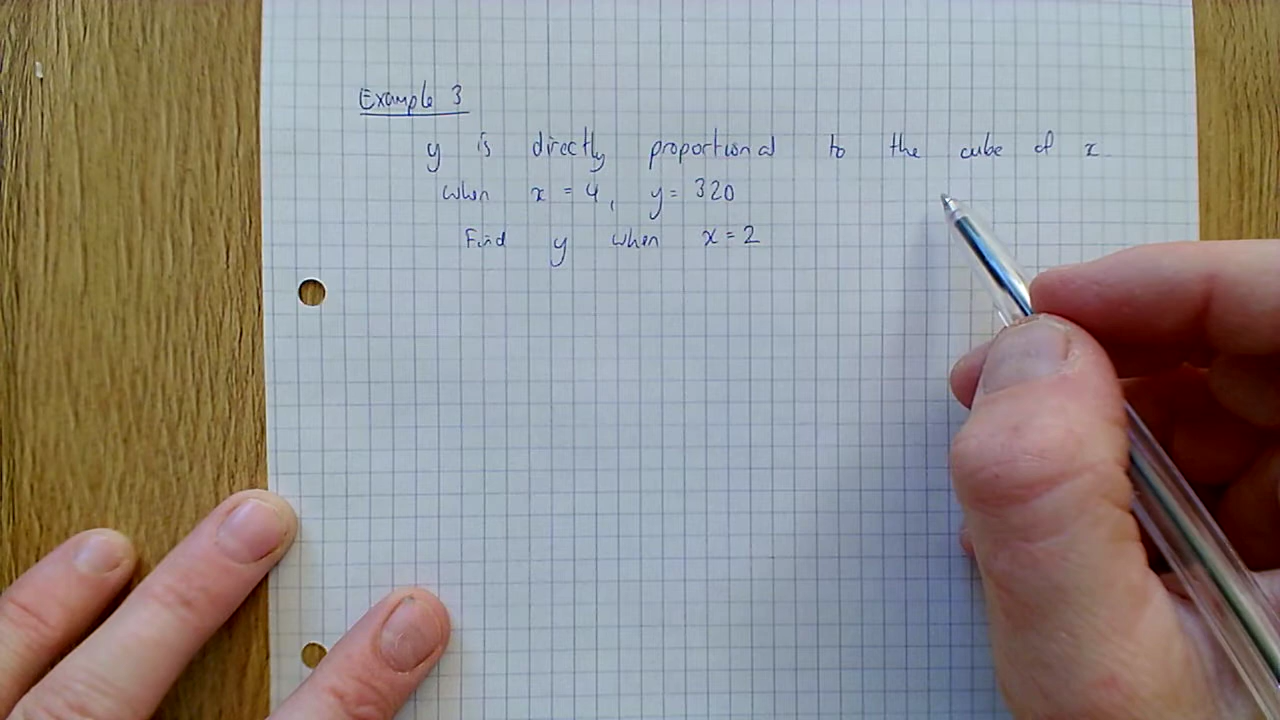 Example 3
y is directly proportional to the cube of x
when x = 4, y = 320
Find y when x = 2